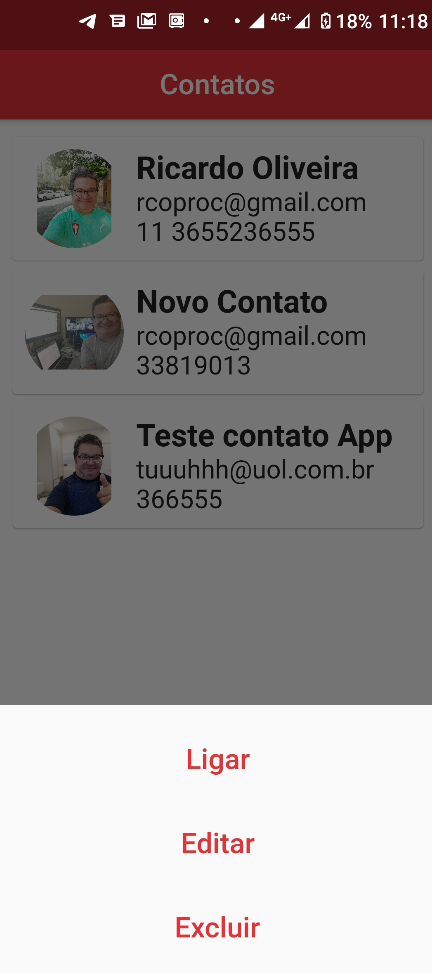 4G+ 18% 11:18
Contatos
Ricardo Oliveira
rcoproc@gmail.com
11 3655236555
Novo Contato
rcoproc@gmail.com
33819013
Teste contato App
tuuuhhh@uol.com.br
366555
Ligar
Editar
Excluir